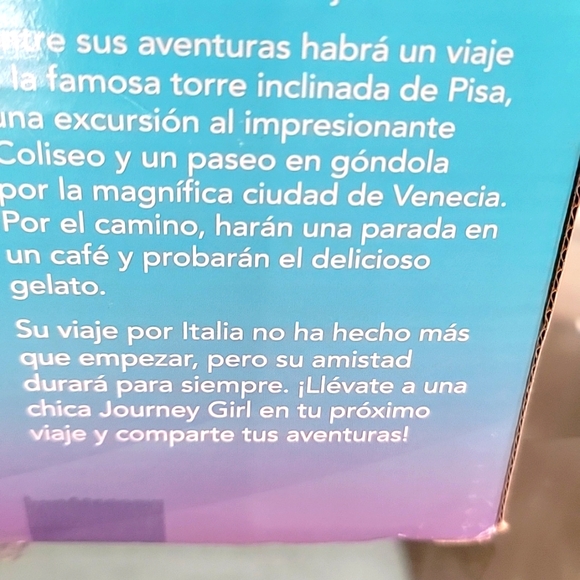 sus aventuras habrá un viaje
la famosa torre inclinada de Pisa,
una excursión al impresionante
Coliseo y un paseo en góndola
por la magnífica ciudad de Venecia.
Por el camino, harán una parada en
un café y probarán el delicioso
gelato.
Su viaje por Italia no ha hecho más
que empezar, pero su amistad
durará para siempre. ¡Llévate a una
chica Journey Girl en tu próximo
viaje y comparte tus aventuras!